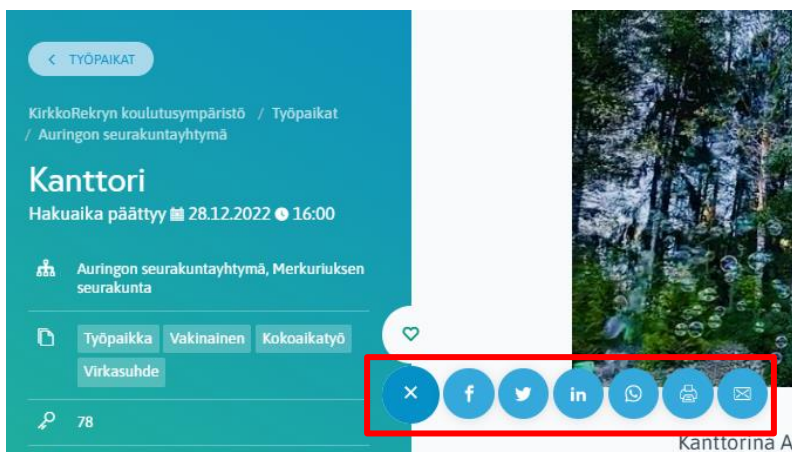 TYÖPAIKAT
KirkkoRekryn koulutusympäristö / Työpaikat
/ Auringon seurakuntayhtymä
Kanttori
Hakuaika päättyy 28.12.2022 16:00
Auringon seurakuntayhtymä, Merkuriuksen
seurakunta
Työpaikka Vakinainen Kokoaikatyö
Virkasuhde
f in
78
Kanttorina A